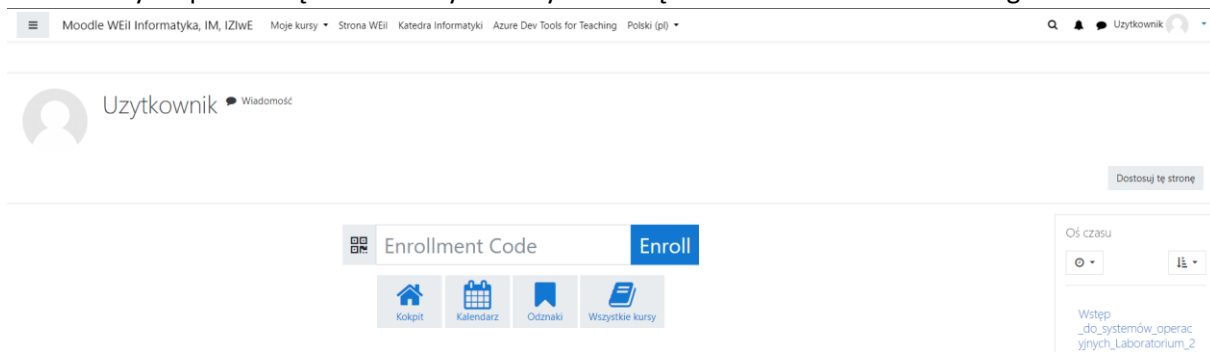 Moodle WEiI Informatyka, IM, IZIwE Moje kursy Strona WEiI Katedra Informatyki Azure Dev Tools for Teaching Polski (pl) Uzytkownik
Uzytkownik Wiadomość
Dostosuj tę stronę
Enrollment Code Enroll
Kokpit Kalendarz Odznaki Wszystkie kursy
Oś czasu
Wstęp
_do_systemów_operac
yjnych_Laboratorium_2